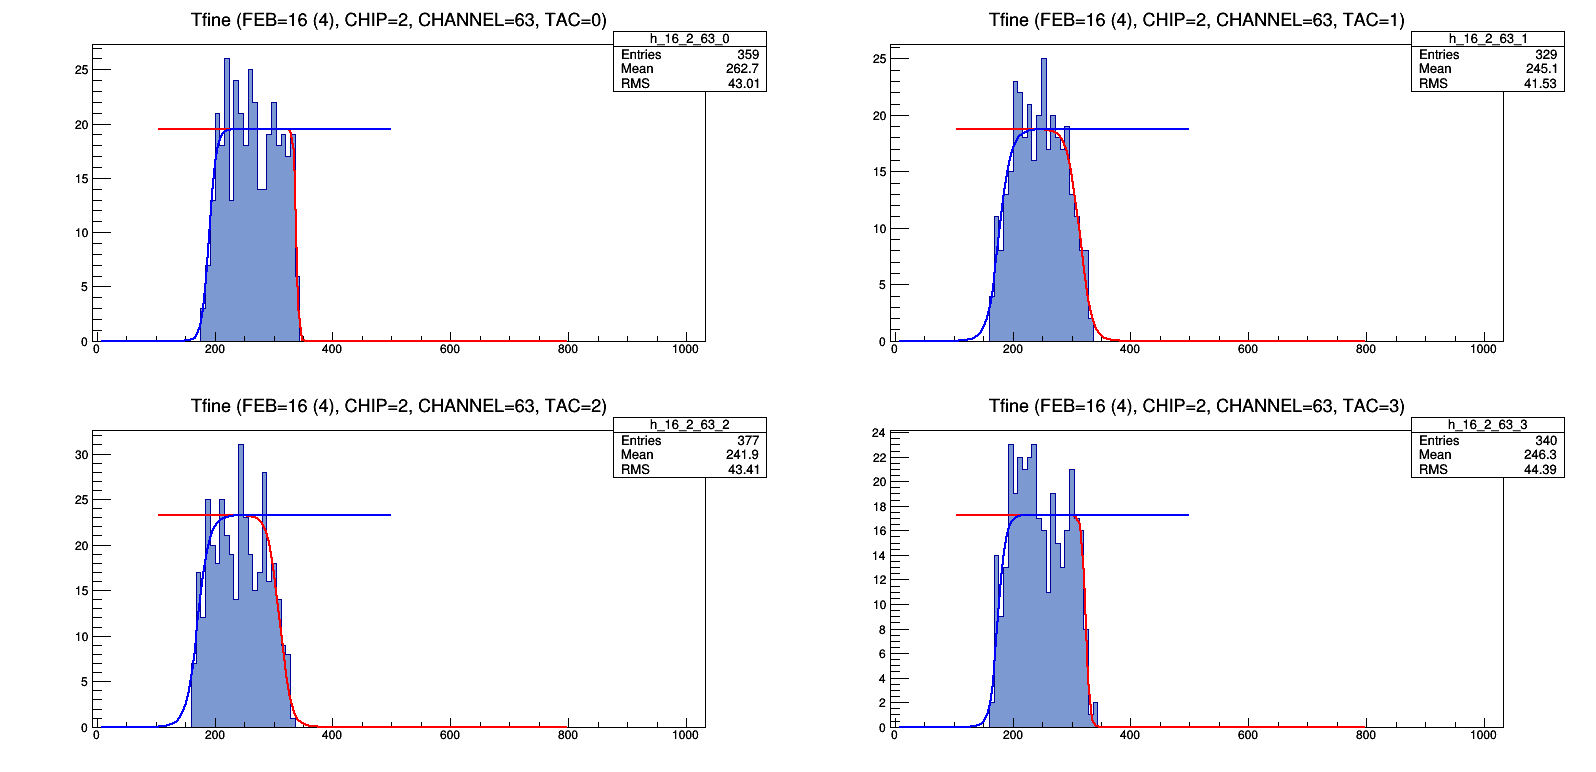 Tfine (FEB=16 (4), CHIP=2, CHANNEL=63, TAC=0)
h_16_2_63_0
Entries 359
Mean 262.7
RMS 43.01
25
20
15
10
5
0
0 200 400 600 800 1000
Tfine (FEB=16 (4), CHIP=2, CHANNEL=63, TAC=1)
h_16_2_63_1
Entries 329
Mean 245.1
RMS 41.53
25
20
15
10
5
0
0 200 400 600 800 1000
Tfine (FEB=16 (4), CHIP=2, CHANNEL=63, TAC=2)
h_16_2_63_2
Entries 377
Mean 241.9
RMS 43.41
30
25
20
15
10
5
0
0 200 400 600 800 1000
Tfine (FEB=16 (4), CHIP=2, CHANNEL=63, TAC=3)
h_16_2_63_3
Entries 340
Mean 246.3
RMS 44.39
24
22
20
18
16
14
12
10
8
6
4
2
0
0 200 400 600 800 1000